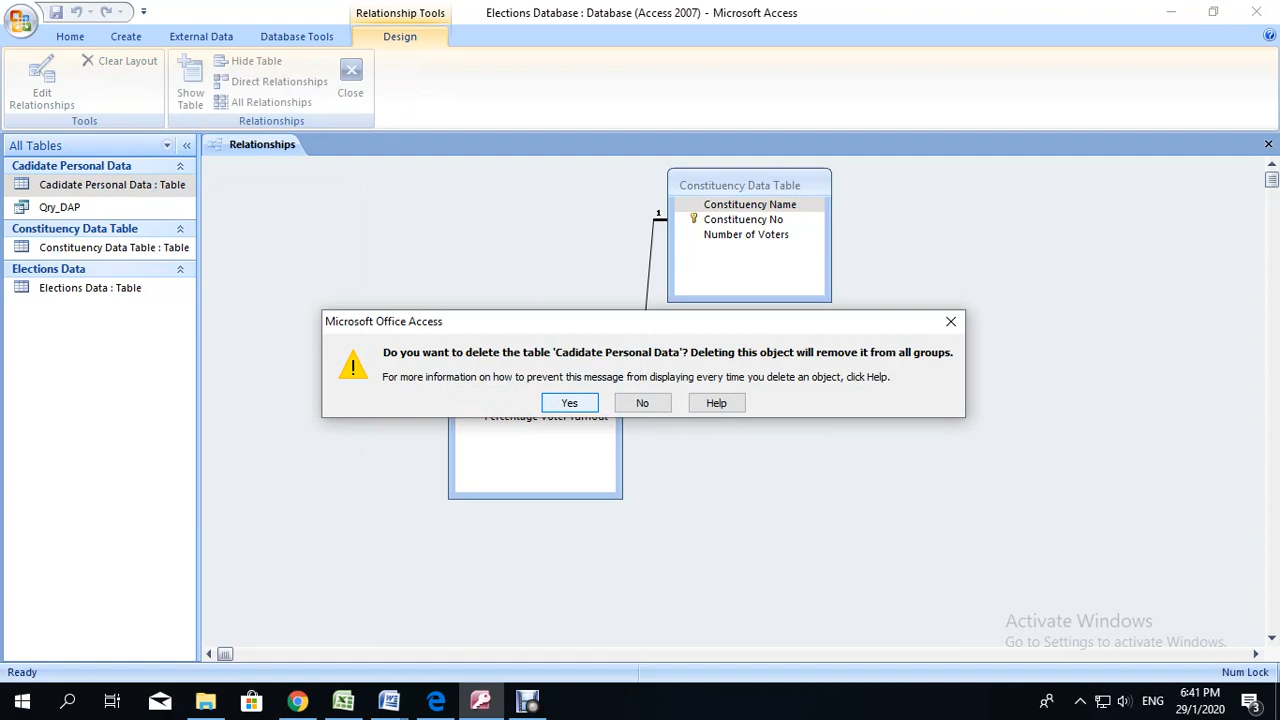 Relationship Tools
Elections Database : Database (Access 2007) - Microsoft Access
Home
Create
External Data
Database Tools
Design
Edit Relationships
Clear Layout
Tools
Show Table
Hide Table
Direct Relationships
All Relationships
Close
Relationships
All Tables
Relationships
Cadidate Personal Data
Cadidate Personal Data : Table
Qry_DAP
Constituency Data Table
Constituency Data Table : Table
Elections Data
Elections Data : Table
Constituency Data Table
Constituency Name
1
Constituency No
Number of Voters
Microsoft Office Access
Do you want to delete the table 'Cadidate Personal Data'? Deleting this object will remove it from all groups.
For more information on how to prevent this message from displaying every time you delete an object, click Help.
Yes
No
Help
Activate Windows
Go to Settings to activate Windows.
Ready
Num Lock
ENG
6:41 PM
29/1/2020
3